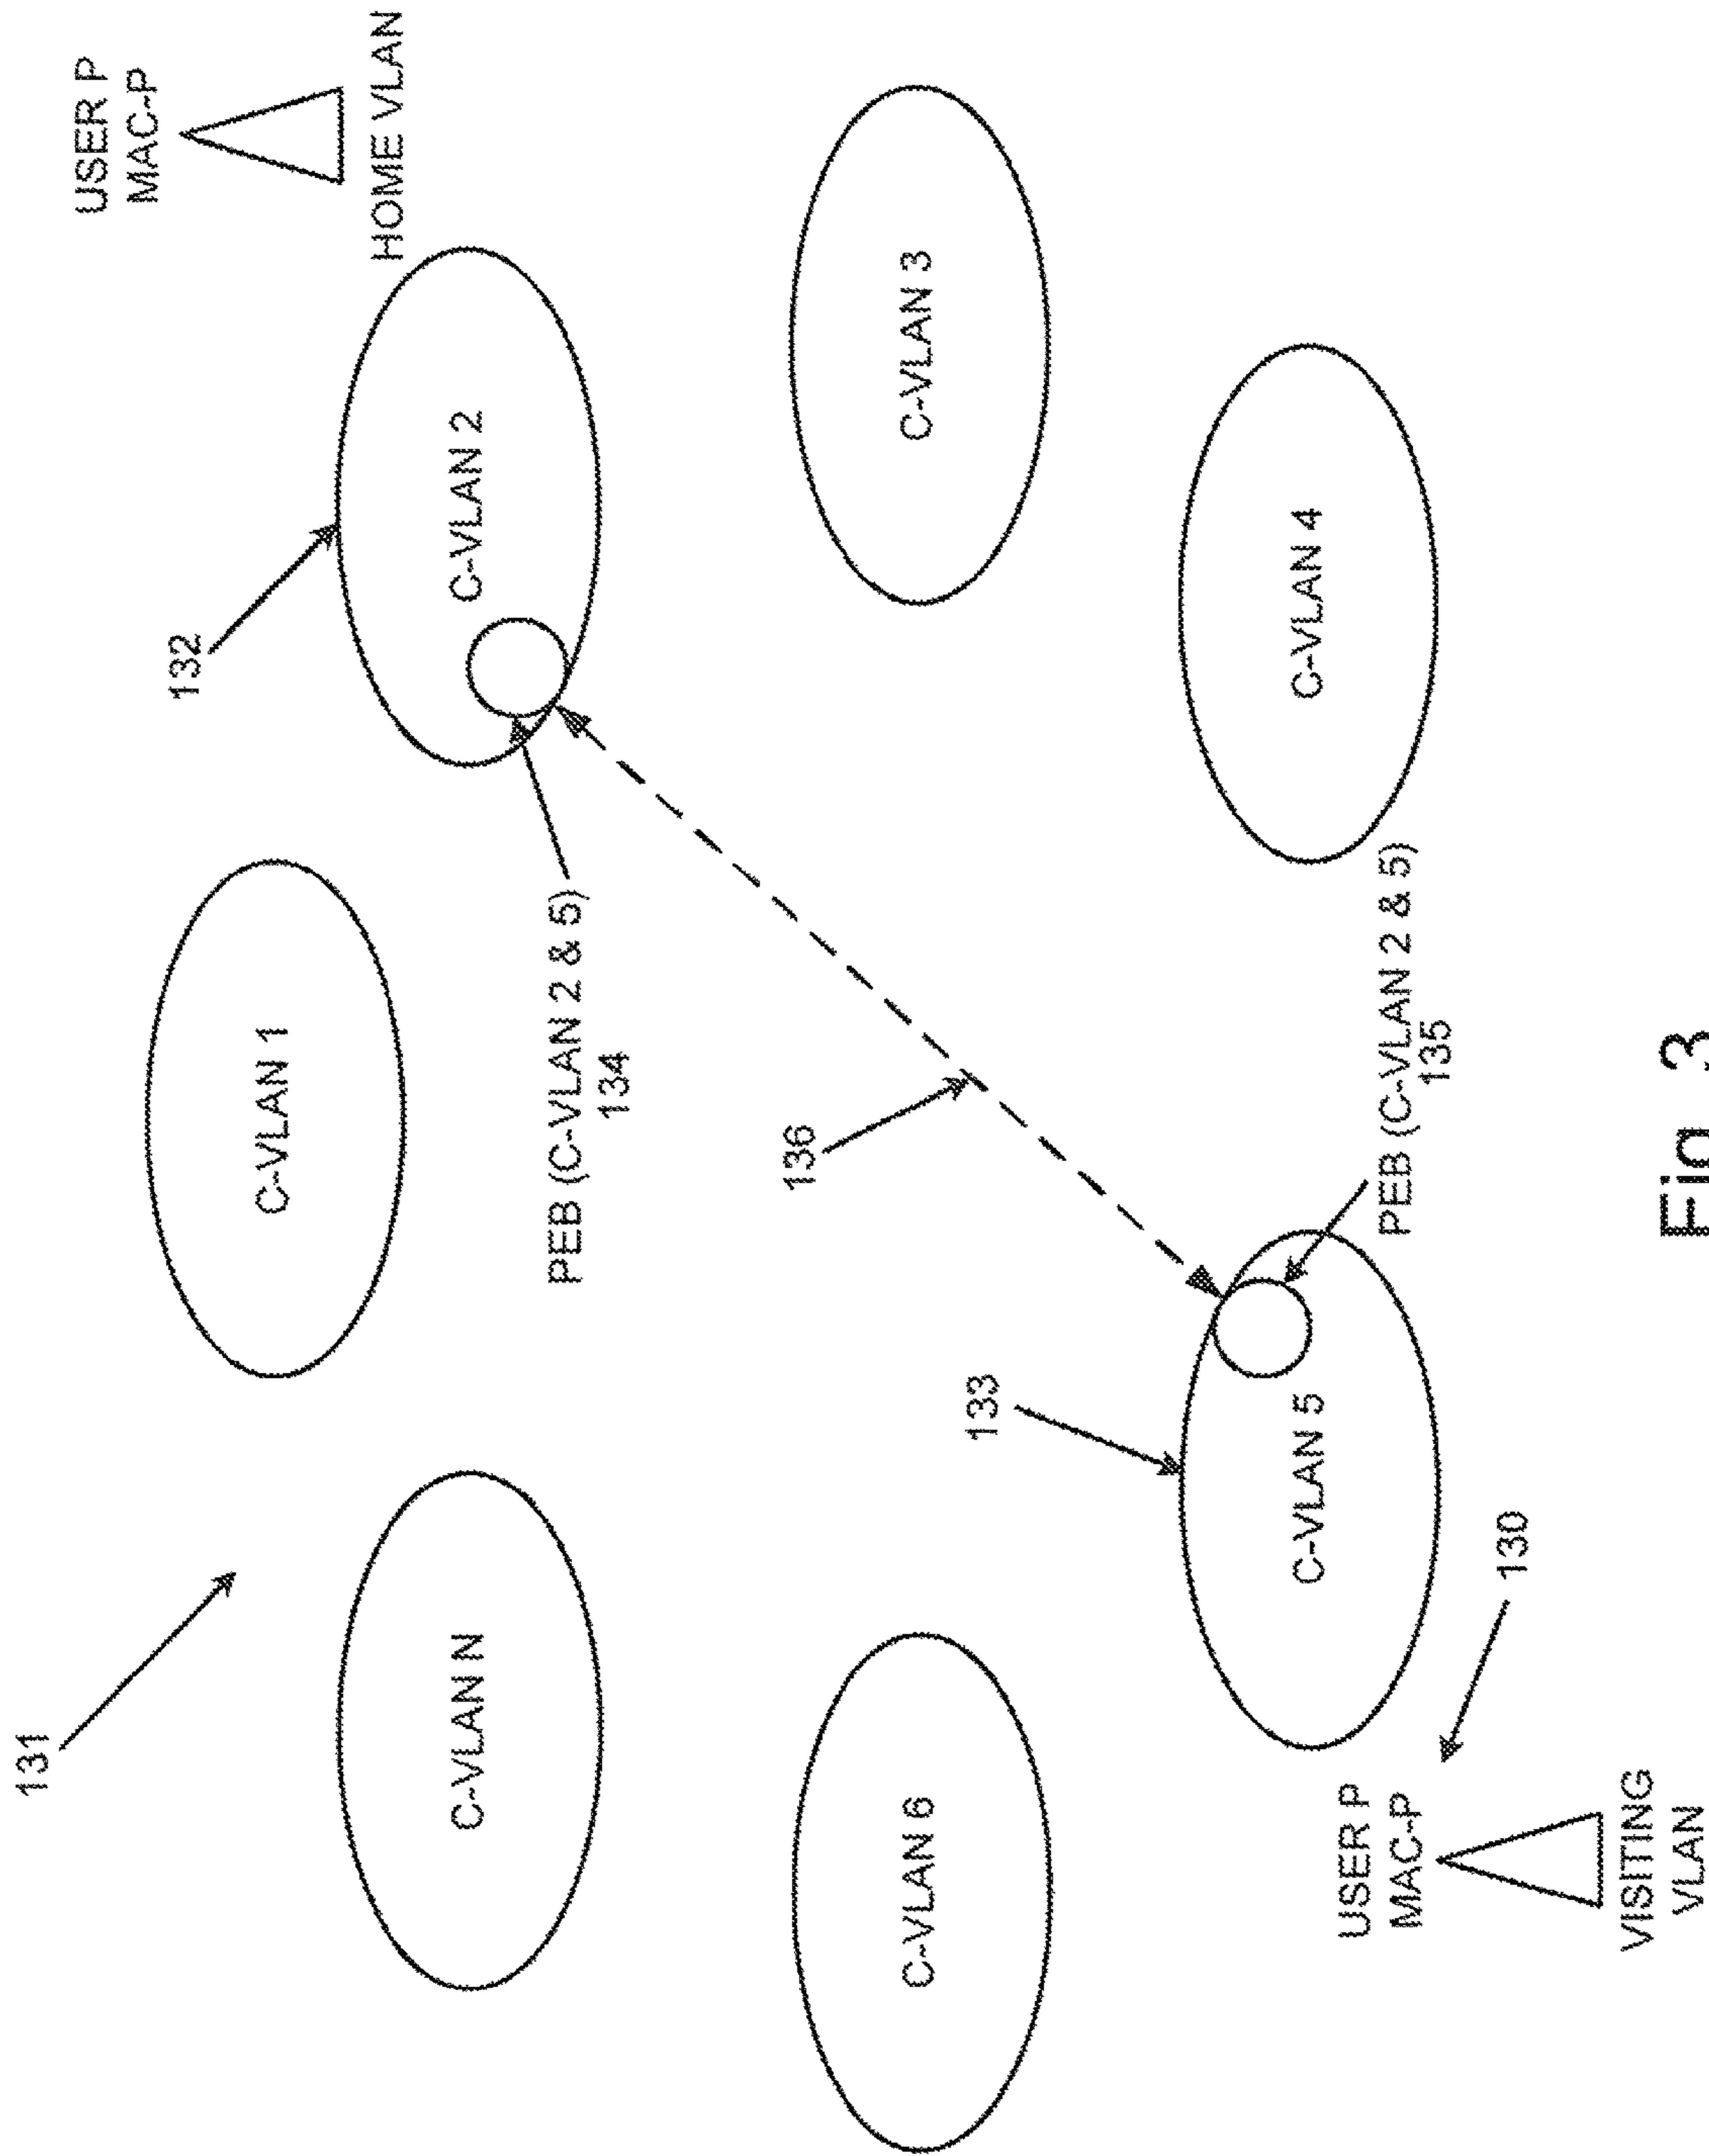 131
C-VLAN 1
132
USER P
MAC-P
HOME VLAN
C-VLAN N
C-VLAN 2
PEB (C-VLAN 2 & 5)
134
136
C-VLAN 6
C-VLAN 3
133
C-VLAN 5
C-VLAN 4
PEB (C-VLAN 2 & 5)
135
USER P
MAC-P
130
VISITING
VLAN
Fig. 3